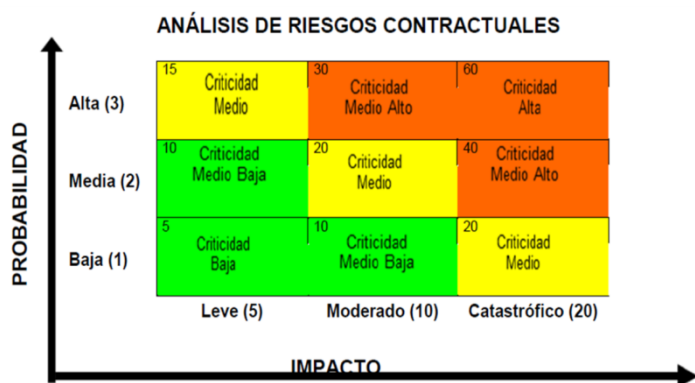 ANÁLISIS DE RIESGOS CONTRACTUALES
PROBABILIDAD
Alta (3)
15
Criticidad
Medio
30
Criticidad
Medio Alto
60
Criticidad
Alta
Media (2)
10
Criticidad
Medio Baja
20
Criticidad
Medio
40
Criticidad
Medio Alto
Baja (1)
5
Criticidad
Baja
10
Criticidad
Medio Baja
20
Criticidad
Medio
Leve (5)
Moderado (10)
Catastrófico (20)
IMPACTO